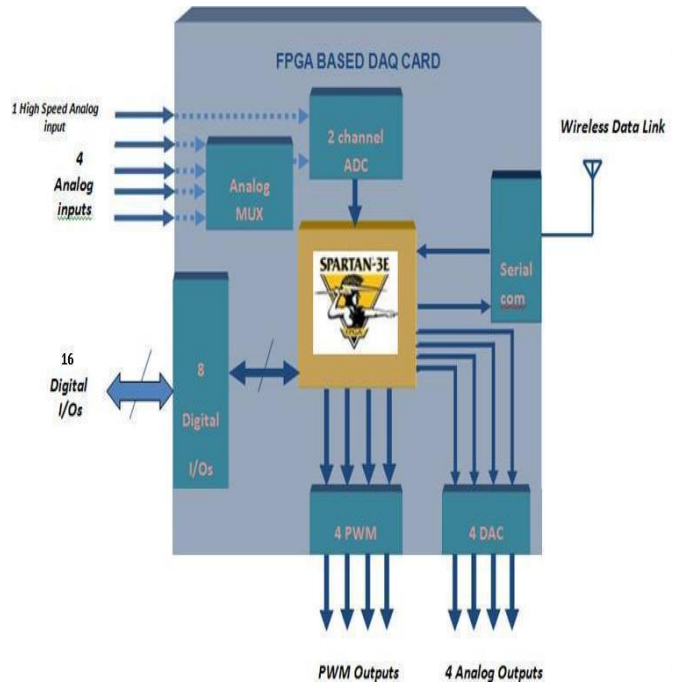 FPGA BASED DAQ CARD
1 High Speed Analog
input
4
Analog
inputs
2 channel
ADC
Analog
MUX
Wireless Data Link
SPARTAN-3E
FPGA
Serial
com
16
Digital
I/Os
8
Digital
I/Os
4 PWM
4 DAC
PWM Outputs
4 Analog Outputs